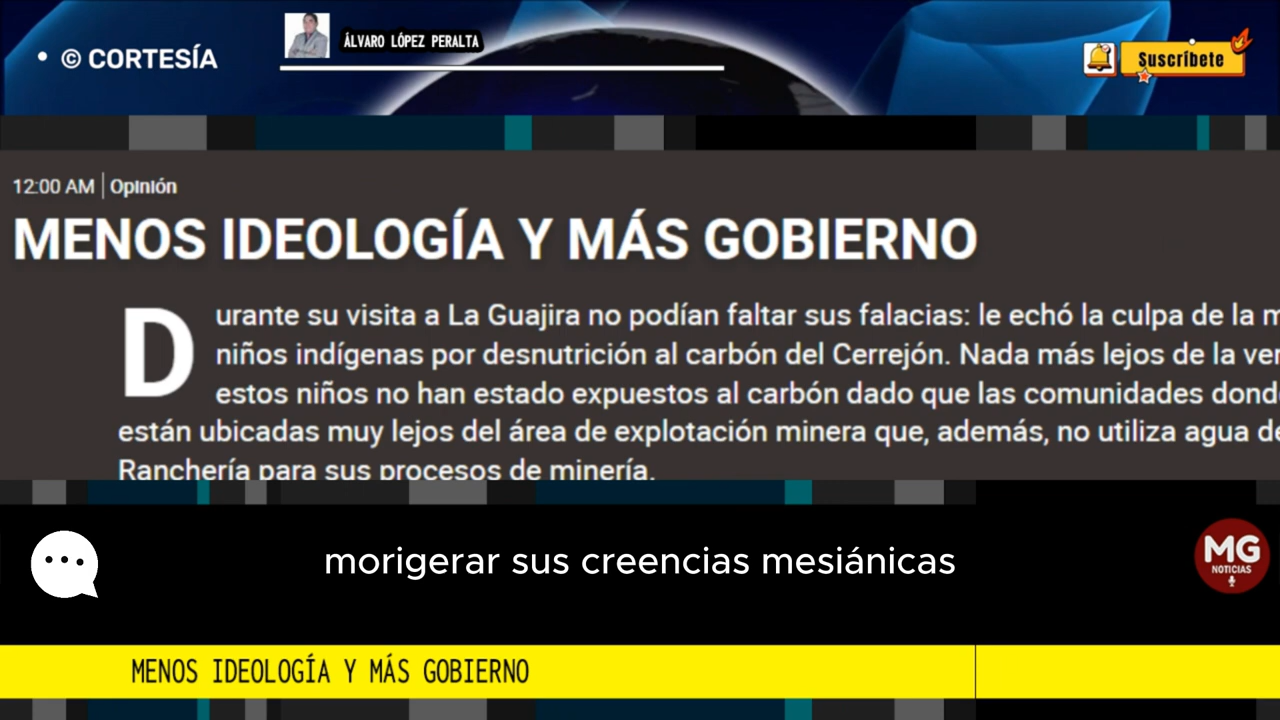 • © CORTESÍA
ÁLVARO LÓPEZ PERALTA
Suscríbete
12:00 AM | Opinión
MENOS IDEOLOGÍA Y MÁS GOBIERNO
Durante su visita a La Guajira no podían faltar sus falacias: le echó la culpa de la
niños indígenas por desnutrición al carbón del Cerrejón. Nada más lejos de la
estos niños no han estado expuestos al carbón dado que las comunidades
están ubicadas muy lejos del área de explotación minera que, además, no utiliza agua
Ranchería para sus procesos de minería.
morigerar sus creencias mesiánicas
MG
NOTICIAS
MENOS IDEOLOGÍA Y MÁS GOBIERNO